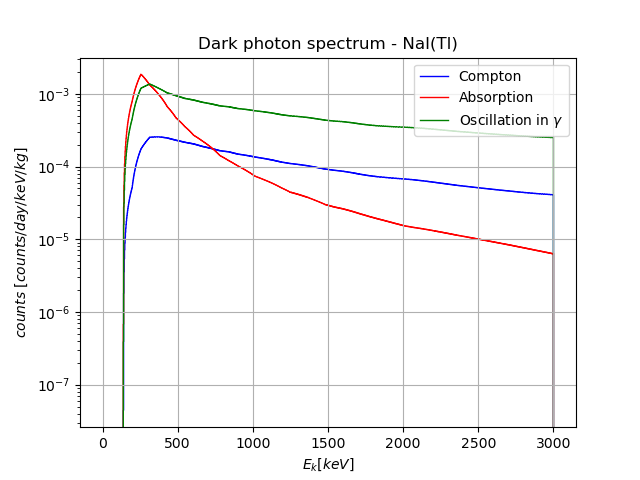 Dark photon spectrum - NaI(Tl)
Compton
Absorption
Oscillation in γ
10⁻³
10⁻⁴
10⁻⁵
10⁻⁶
10⁻⁷
counts [counts/day/keV/kg]
0 500 1000 1500 2000 2500 3000
Eₖ[keV]